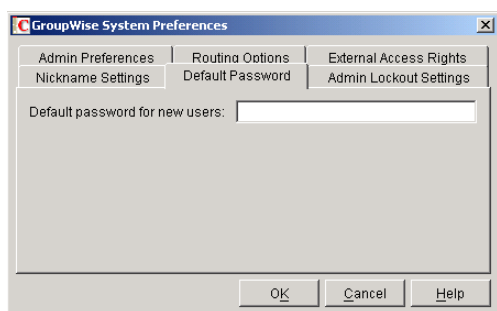 GroupWise System Preferences
Admin Preferences Routing Options External Access Rights
Nickname Settings Default Password Admin Lockout Settings
Default password for new users:
OK Cancel Help